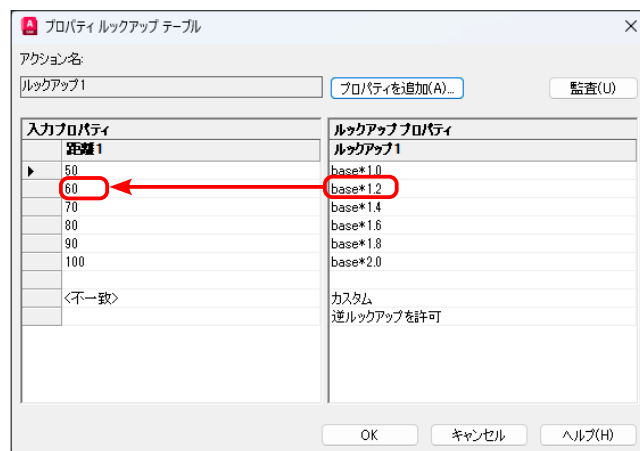 プロパティ ルックアップ テーブル
アクション名:
ルックアップ1
プロパティを追加(A)...
監査(U)
入力プロパティ
ルックアップ プロパティ
距離1
ルックアップ1
50
base*1.0
60
base*1.2
70
base*1.4
80
base*1.6
90
base*1.8
100
base*2.0
<不一致>
カスタム
逆ルックアップを許可
OK
キャンセル
ヘルプ(H)